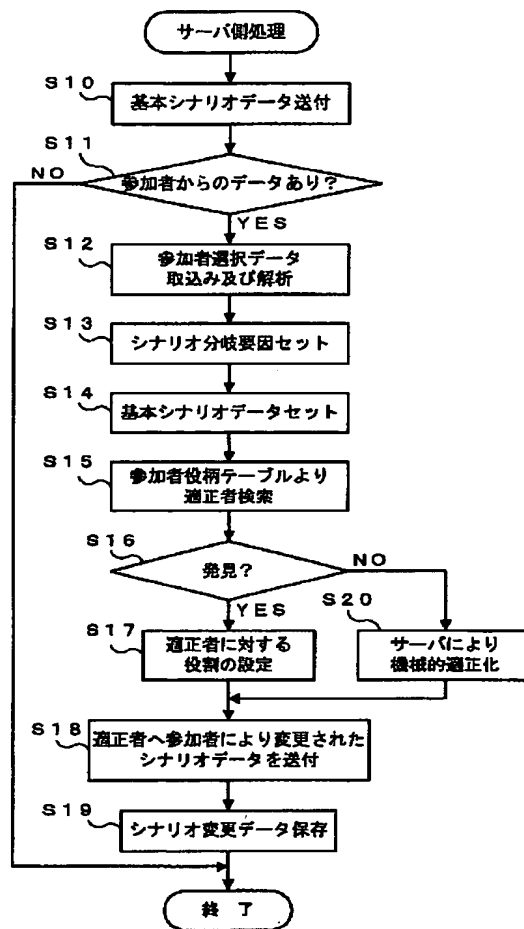 サーバ側処理
S10
基本シナリオデータ送付
S11
NO
参加者からのデータあり?
YES
S12
参加者選択データ
取込み及び解析
S13
シナリオ分岐要因セット
S14
基本シナリオデータセット
S15
参加者役柄テーブルより
適正者検索
S16
発見?
NO
YES
S17
適正者に対する
役割の設定
S20
サーバにより
機械的適正化
S18
適正者へ参加者により変更された
シナリオデータを送付
S19
シナリオ変更データ保存
終 了